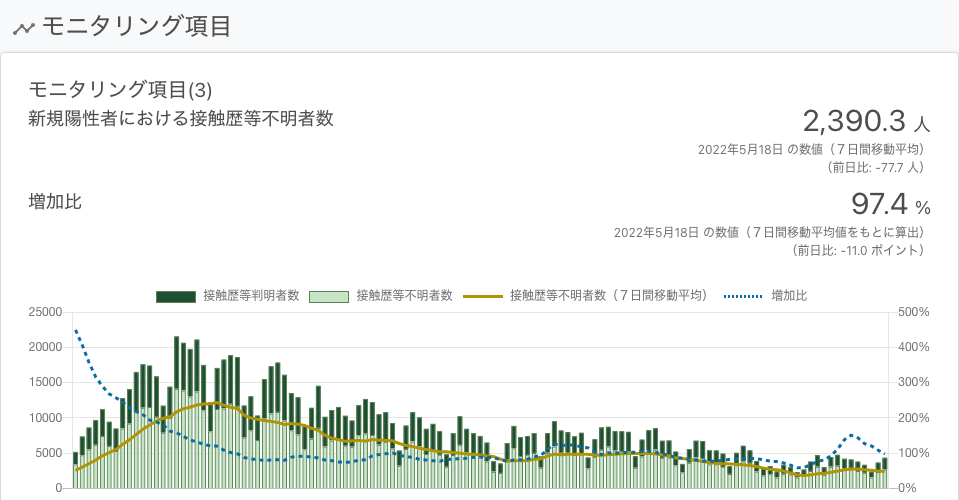 モニタリング項目
モニタリング項目(3)
新規陽性者における接触歴等不明者数
2,390.3 人
2022年5月18日 の数値（７日間移動平均）
（前日比: -77.7 人）
増加比
97.4 %
2022年5月18日 の数値（７日間移動平均値をもとに算出）
（前日比: -11.0 ポイント）
接触歴等判明者数 接触歴等不明者数 接触歴等不明者数（７日間移動平均） 増加比
25000 500%
20000 400%
15000 300%
10000 200%
5000 100%
0 0%